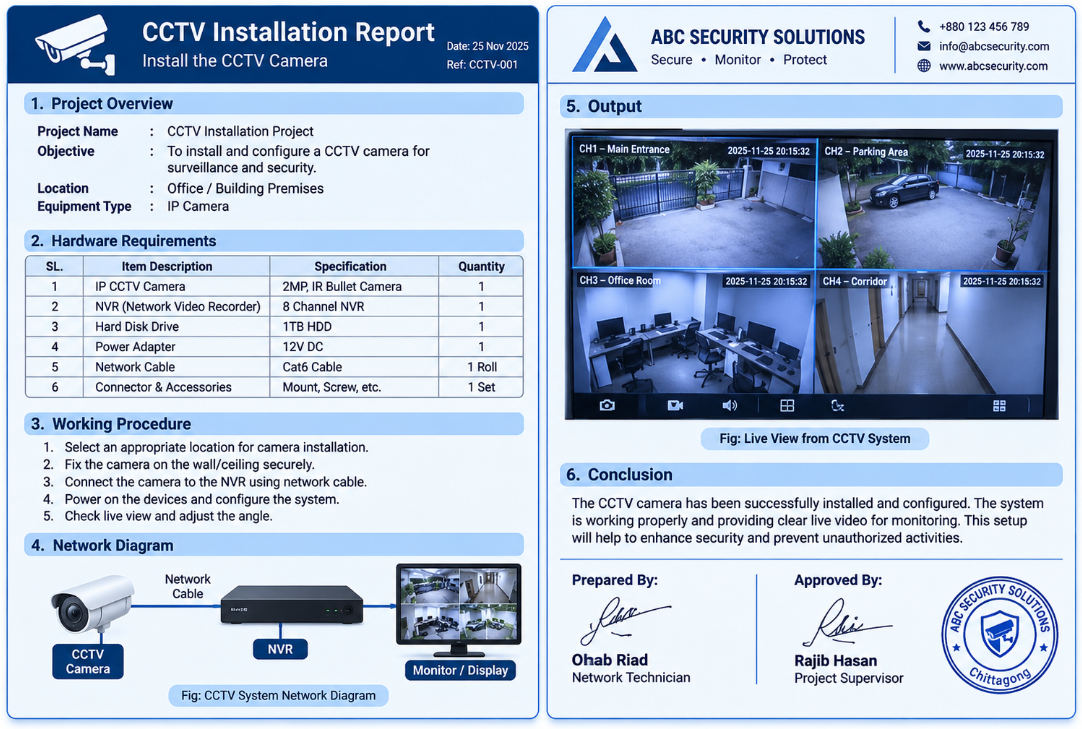 CCTV Installation Report
Install the CCTV Camera
Date: 25 Nov 2025
Ref: CCTV-001
1. Project Overview
Project Name : CCTV Installation Project
Objective : To install and configure a CCTV camera for
surveillance and security.
Location : Office / Building Premises
Equipment Type : IP Camera
2. Hardware Requirements
SL. Item Description Specification Quantity
1 IP CCTV Camera 2MP, IR Bullet Camera 1
2 NVR (Network Video Recorder) 8 Channel NVR 1
3 Hard Disk Drive 1TB HDD 1
4 Power Adapter 12V DC 1
5 Network Cable Cat6 Cable 1 Roll
6 Connector & Accessories Mount, Screw, etc. 1 Set
3. Working Procedure
1. Select an appropriate location for camera installation.
2. Fix the camera on the wall/ceiling securely.
3. Connect the camera to the NVR using network cable.
4. Power on the devices and configure the system.
5. Check live view and adjust the angle.
4. Network Diagram
Network
Cable
CCTV
Camera
NVR
Monitor / Display
Fig: CCTV System Network Diagram
ABC SECURITY SOLUTIONS
Secure • Monitor • Protect
+880 123 456 789
info@abcsecurity.com
www.abcsecurity.com
5. Output
CH1 – Main Entrance 2025-11-25 20:15:32
CH2 – Parking Area 2025-11-25 20:15:32
CH3 – Office Room 2025-11-25 20:15:32
CH4 – Corridor 2025-11-25 20:15:32
Fig: Live View from CCTV System
6. Conclusion
The CCTV camera has been successfully installed and configured. The system
is working properly and providing clear live video for monitoring. This setup
will help to enhance security and prevent unauthorized activities.
Prepared By:
Ohab Riad
Network Technician
Approved By:
Rajib Hasan
Project Supervisor
ABC SECURITY SOLUTIONS
Chittagong